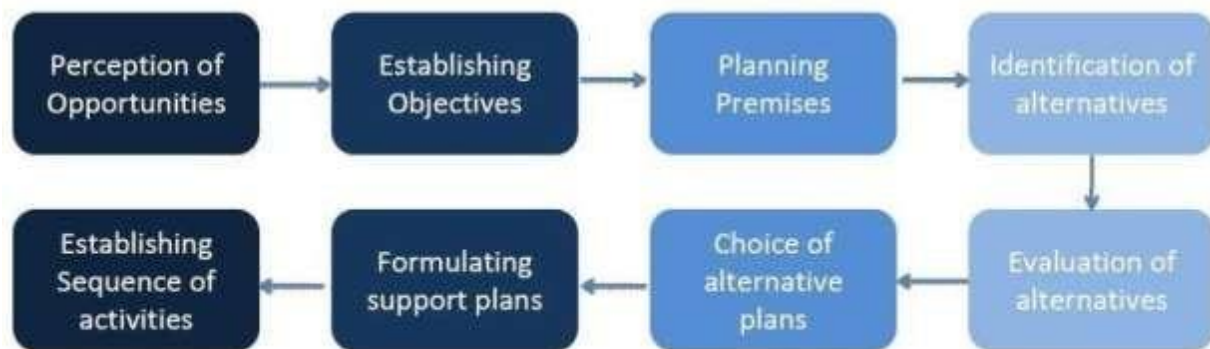 Perception of
Opportunities
Establishing
Objectives
Planning
Premises
Identification of
alternatives
Evaluation of
alternatives
Choice of
alternative
plans
Formulating
support plans
Establishing
Sequence of
activities